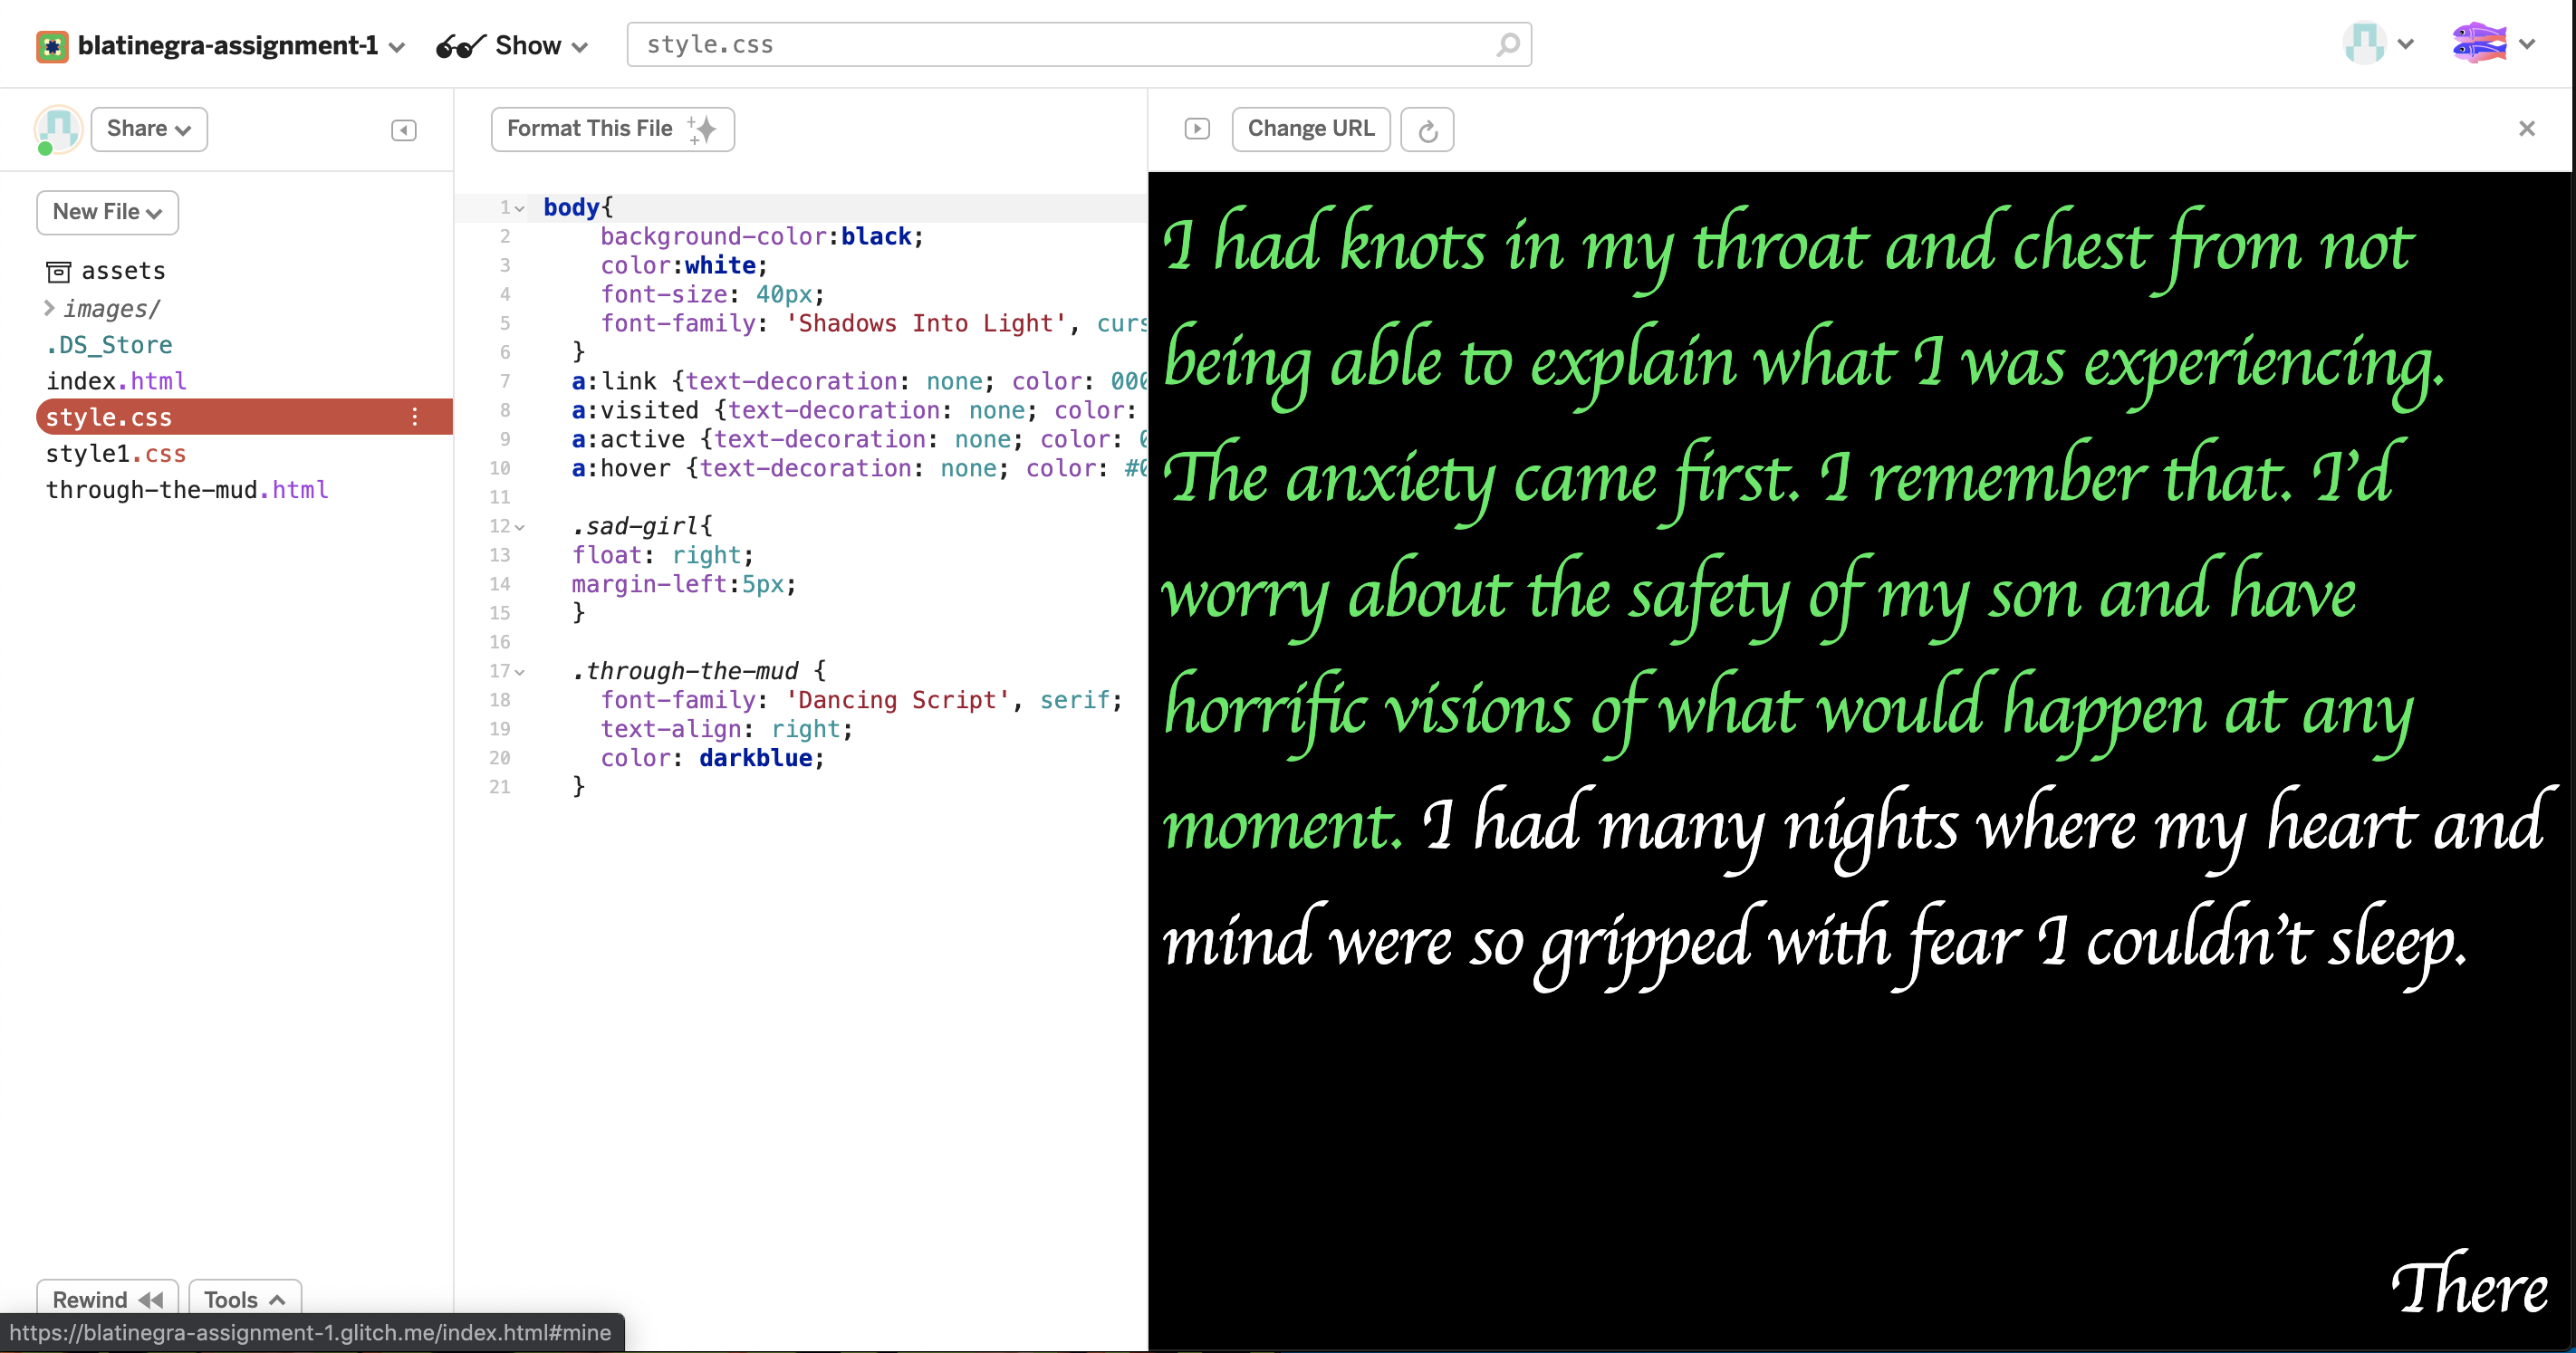 blatinegra-assignment-1 Show style.css
Share Format This File Change URL
New File
assets
images/
.DS_Store
index.html
style.css
style1.css
through-the-mud.html
1 body{
2 background-color:black;
3 color:white;
4 font-size: 40px;
5 font-family: 'Shadows Into Light', curs
6 }
7 a:link {text-decoration: none; color: 000
8 a:visited {text-decoration: none; color:
9 a:active {text-decoration: none; color: 0
10 a:hover {text-decoration: none; color: #0
11
12 .sad-girl{
13 float: right;
14 margin-left:5px;
15 }
16
17 .through-the-mud {
18 font-family: 'Dancing Script', serif;
19 text-align: right;
20 color: darkblue;
21 }
I had knots in my throat and chest from not
being able to explain what I was experiencing.
The anxiety came first. I remember that. I’d
worry about the safety of my son and have
horrific visions of what would happen at any
moment. I had many nights where my heart and
mind were so gripped with fear I couldn’t sleep.
There
Rewind Tools
https://blatinegra-assignment-1.glitch.me/index.html#mine